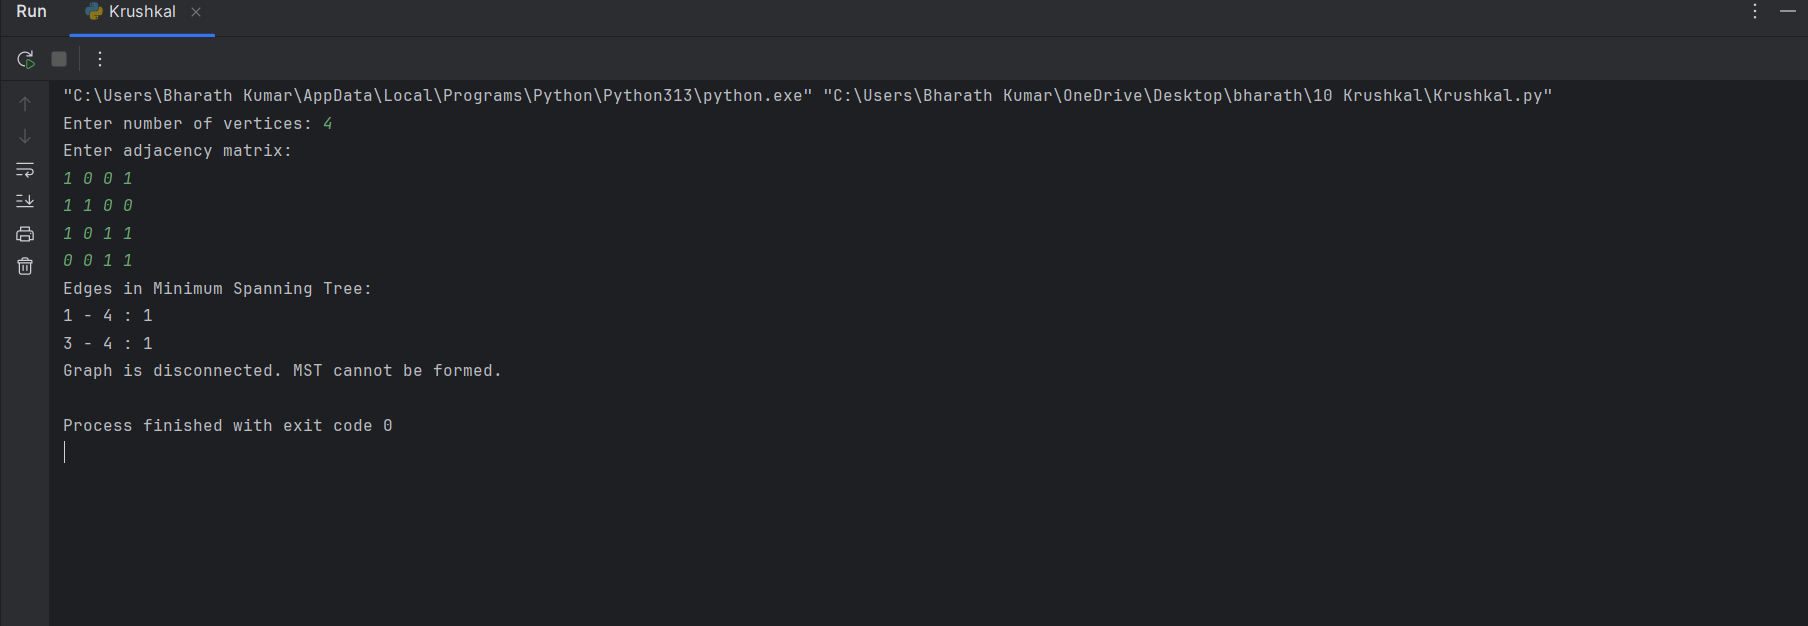 Run Krushkal
"C:\Users\Bharath Kumar\AppData\Local\Programs\Python\Python313\python.exe" "C:\Users\Bharath Kumar\OneDrive\Desktop\bharath\10 Krushkal\Krushkal.py"
Enter number of vertices: 4
Enter adjacency matrix:
1 0 0 1
1 1 0 0
1 0 1 1
0 0 1 1
Edges in Minimum Spanning Tree:
1 - 4 : 1
3 - 4 : 1
Graph is disconnected. MST cannot be formed.
Process finished with exit code 0